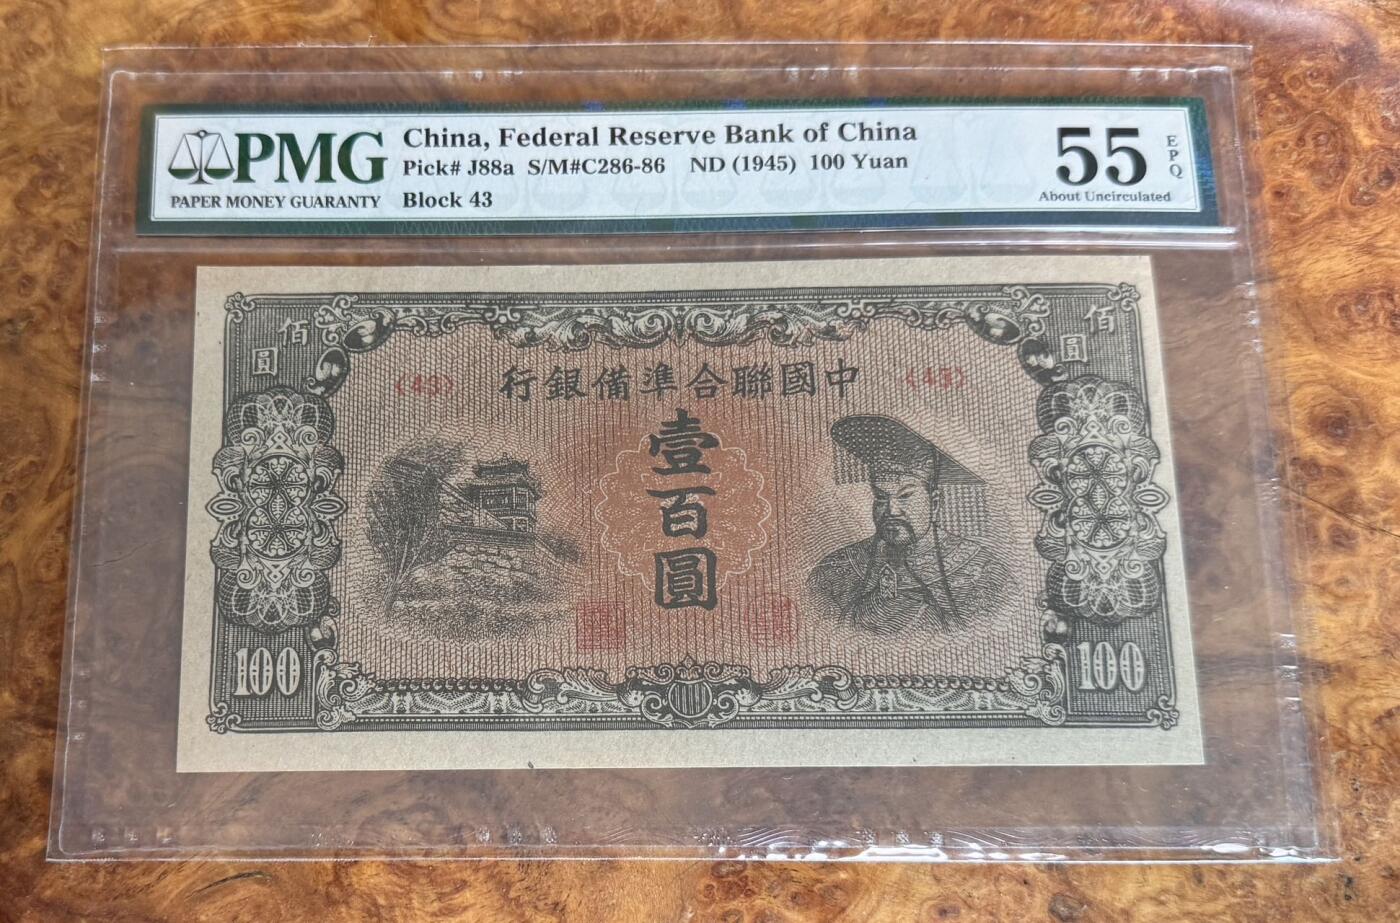 PMG
PAPER MONEY GUARANTY
China, Federal Reserve Bank of China
Pick# J88a S/M#C286-86 ND (1945) 100 Yuan
Block 43
55
EPQ
About Uncirculated
佰圓
佰圓
(43)
行銀備準合聯國中
(43)
壹百圓
100
100